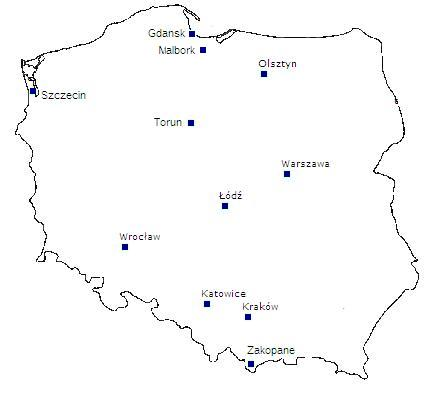 Gdansk
Malbork
Olsztyn
Szczecin
Torun
Warszawa
Łódź
Wrocław
Katowice
Kraków
Zakopane